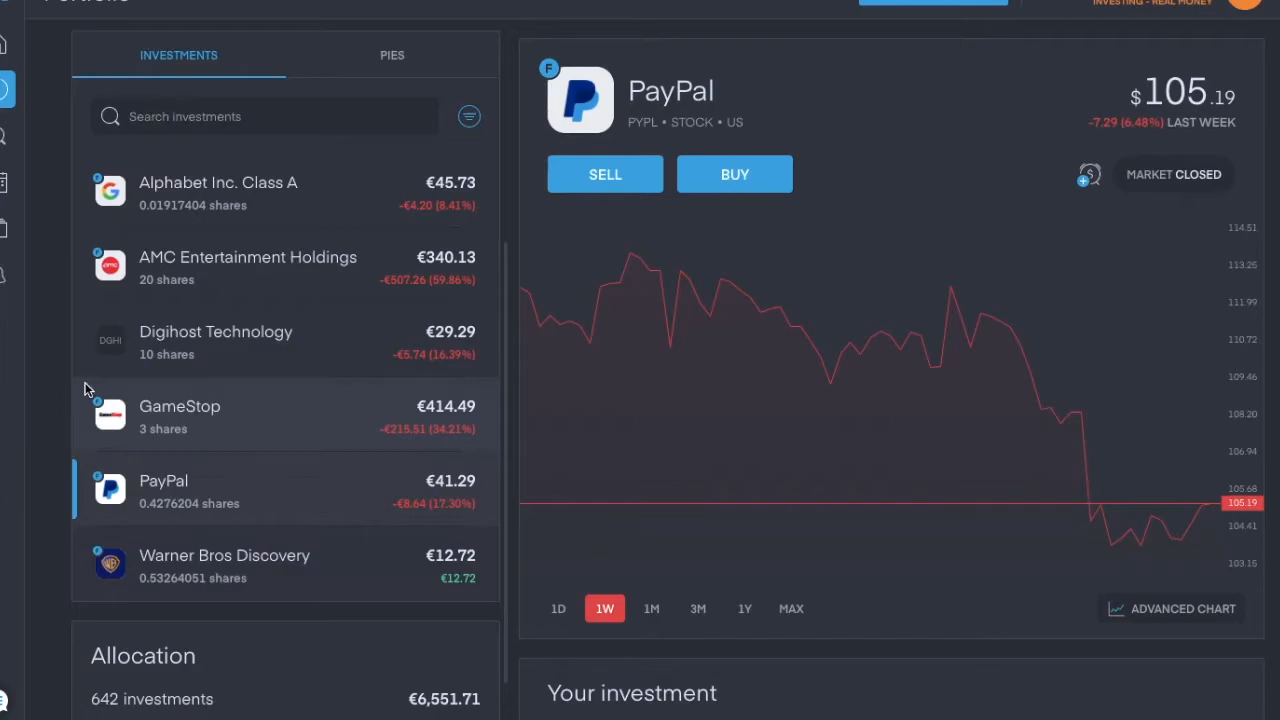 INVESTING - REAL MONEY
INVESTMENTS
PIES
Search investments
Alphabet Inc. Class A
€45.73
0.01917404 shares
-€4.20 (8.41%)
AMC Entertainment Holdings
€340.13
20 shares
-€507.26 (59.86%)
DGHI
Digihost Technology
€29.29
10 shares
-€5.74 (16.39%)
GameStop
€414.49
3 shares
-€215.51 (34.21%)
PayPal
€41.29
0.4276204 shares
-€8.64 (17.30%)
Warner Bros Discovery
€12.72
0.53264051 shares
€12.72
Allocation
642 investments
€6,551.71
F
PayPal
PYPL • STOCK • US
$105.19
-7.29 (6.48%) LAST WEEK
SELL
BUY
MARKET CLOSED
114.51
113.25
111.99
110.72
109.46
108.20
106.94
105.68
105.19
104.41
103.15
1D
1W
1M
3M
1Y
MAX
ADVANCED CHART
Your investment